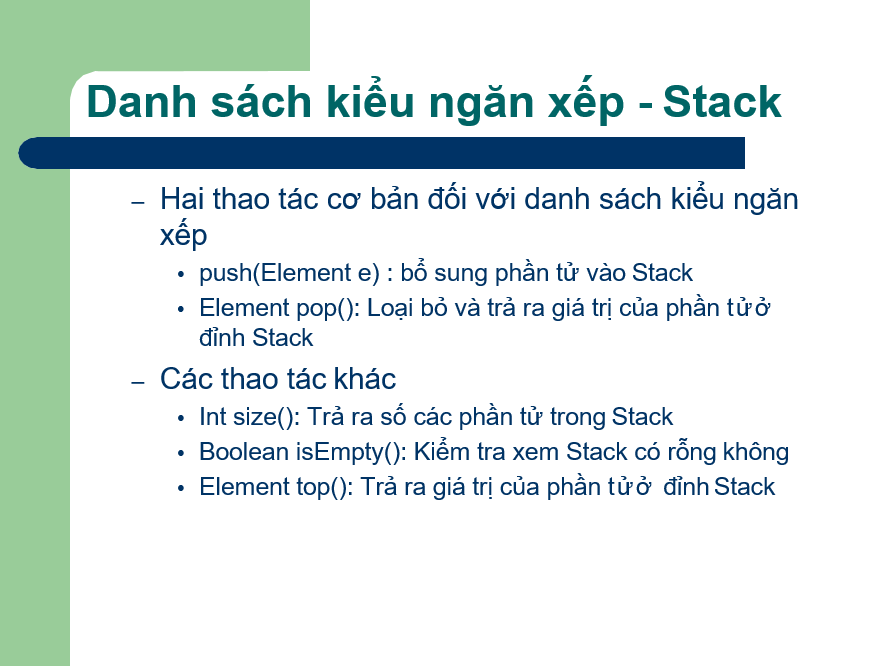 Danh sách kiểu ngăn xếp - Stack
– Hai thao tác cơ bản đối với danh sách kiểu ngăn
xếp
• push(Element e) : bổ sung phần tử vào Stack
• Element pop(): Loại bỏ và trả ra giá trị của phần tử ở
đỉnh Stack
– Các thao tác khác
• Int size(): Trả ra số các phần tử trong Stack
• Boolean isEmpty(): Kiểm tra xem Stack có rỗng không
• Element top(): Trả ra giá trị của phần tử ở đỉnh Stack